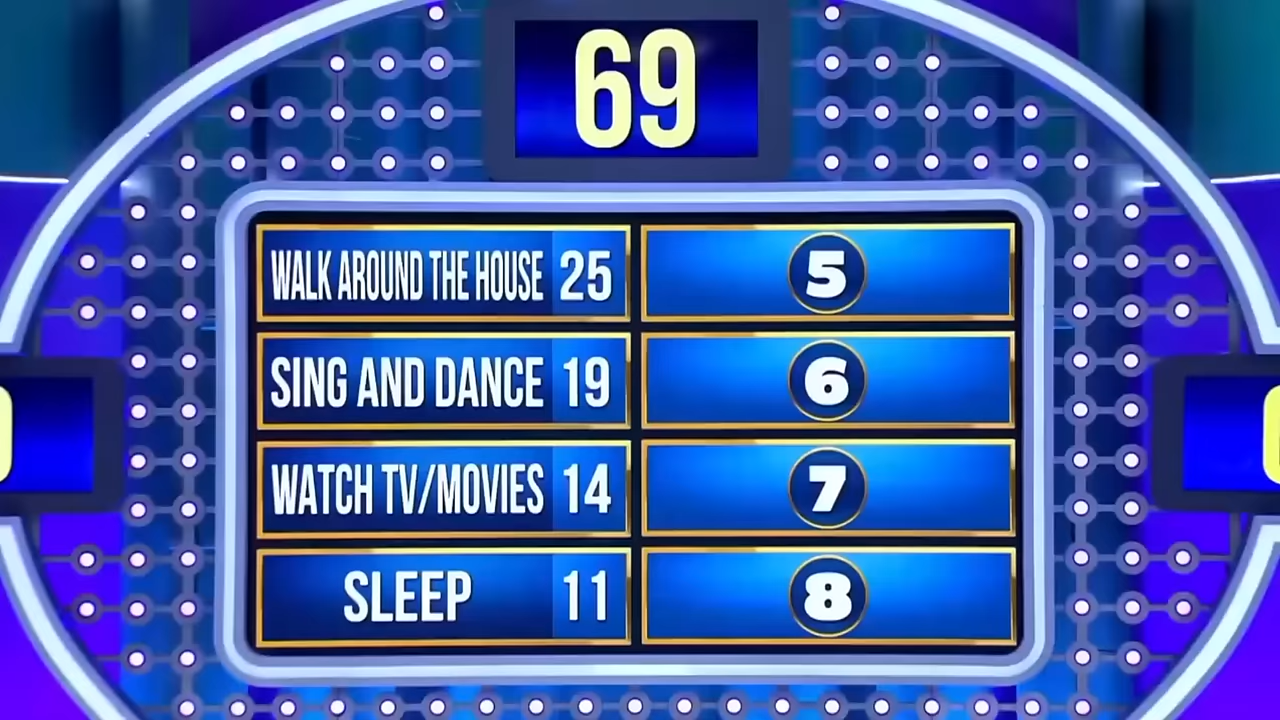 69
WALK AROUND THE HOUSE 25
SING AND DANCE 19
WATCH TV/MOVIES 14
SLEEP 11
5
6
7
8